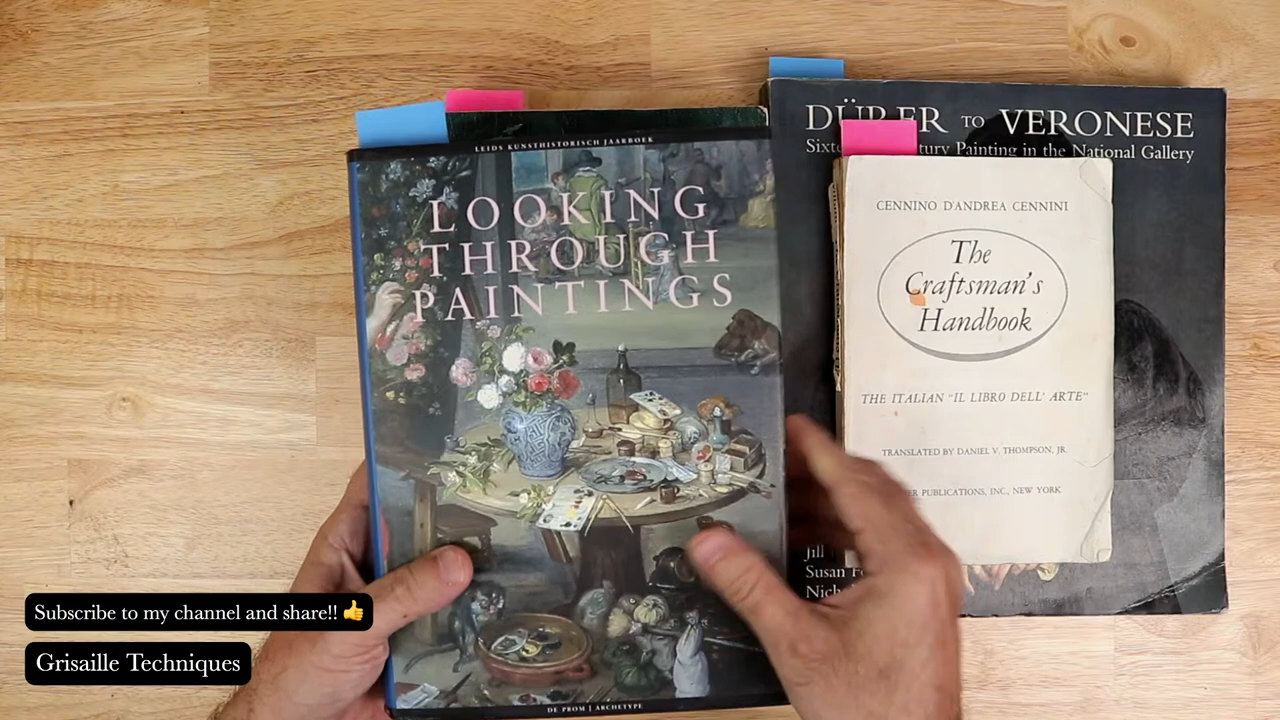 LEIDS KUNSTHISTORISCH JAARBOEK
LOOKING
THROUGH
PAINTINGS
DE PROM | ARCHETYPE
DÜRER TO VERONESE
Painting in the National Gallery
Jill
Susan
CENNINO D'ANDREA CENNINI
The
Craftsman's
Handbook
THE ITALIAN "IL LIBRO DELL' ARTE"
TRANSLATED BY DANIEL V. THOMPSON, JR.
PUBLICATIONS, INC., NEW YORK
Subscribe to my channel and share!! 👍
Grisaille Techniques